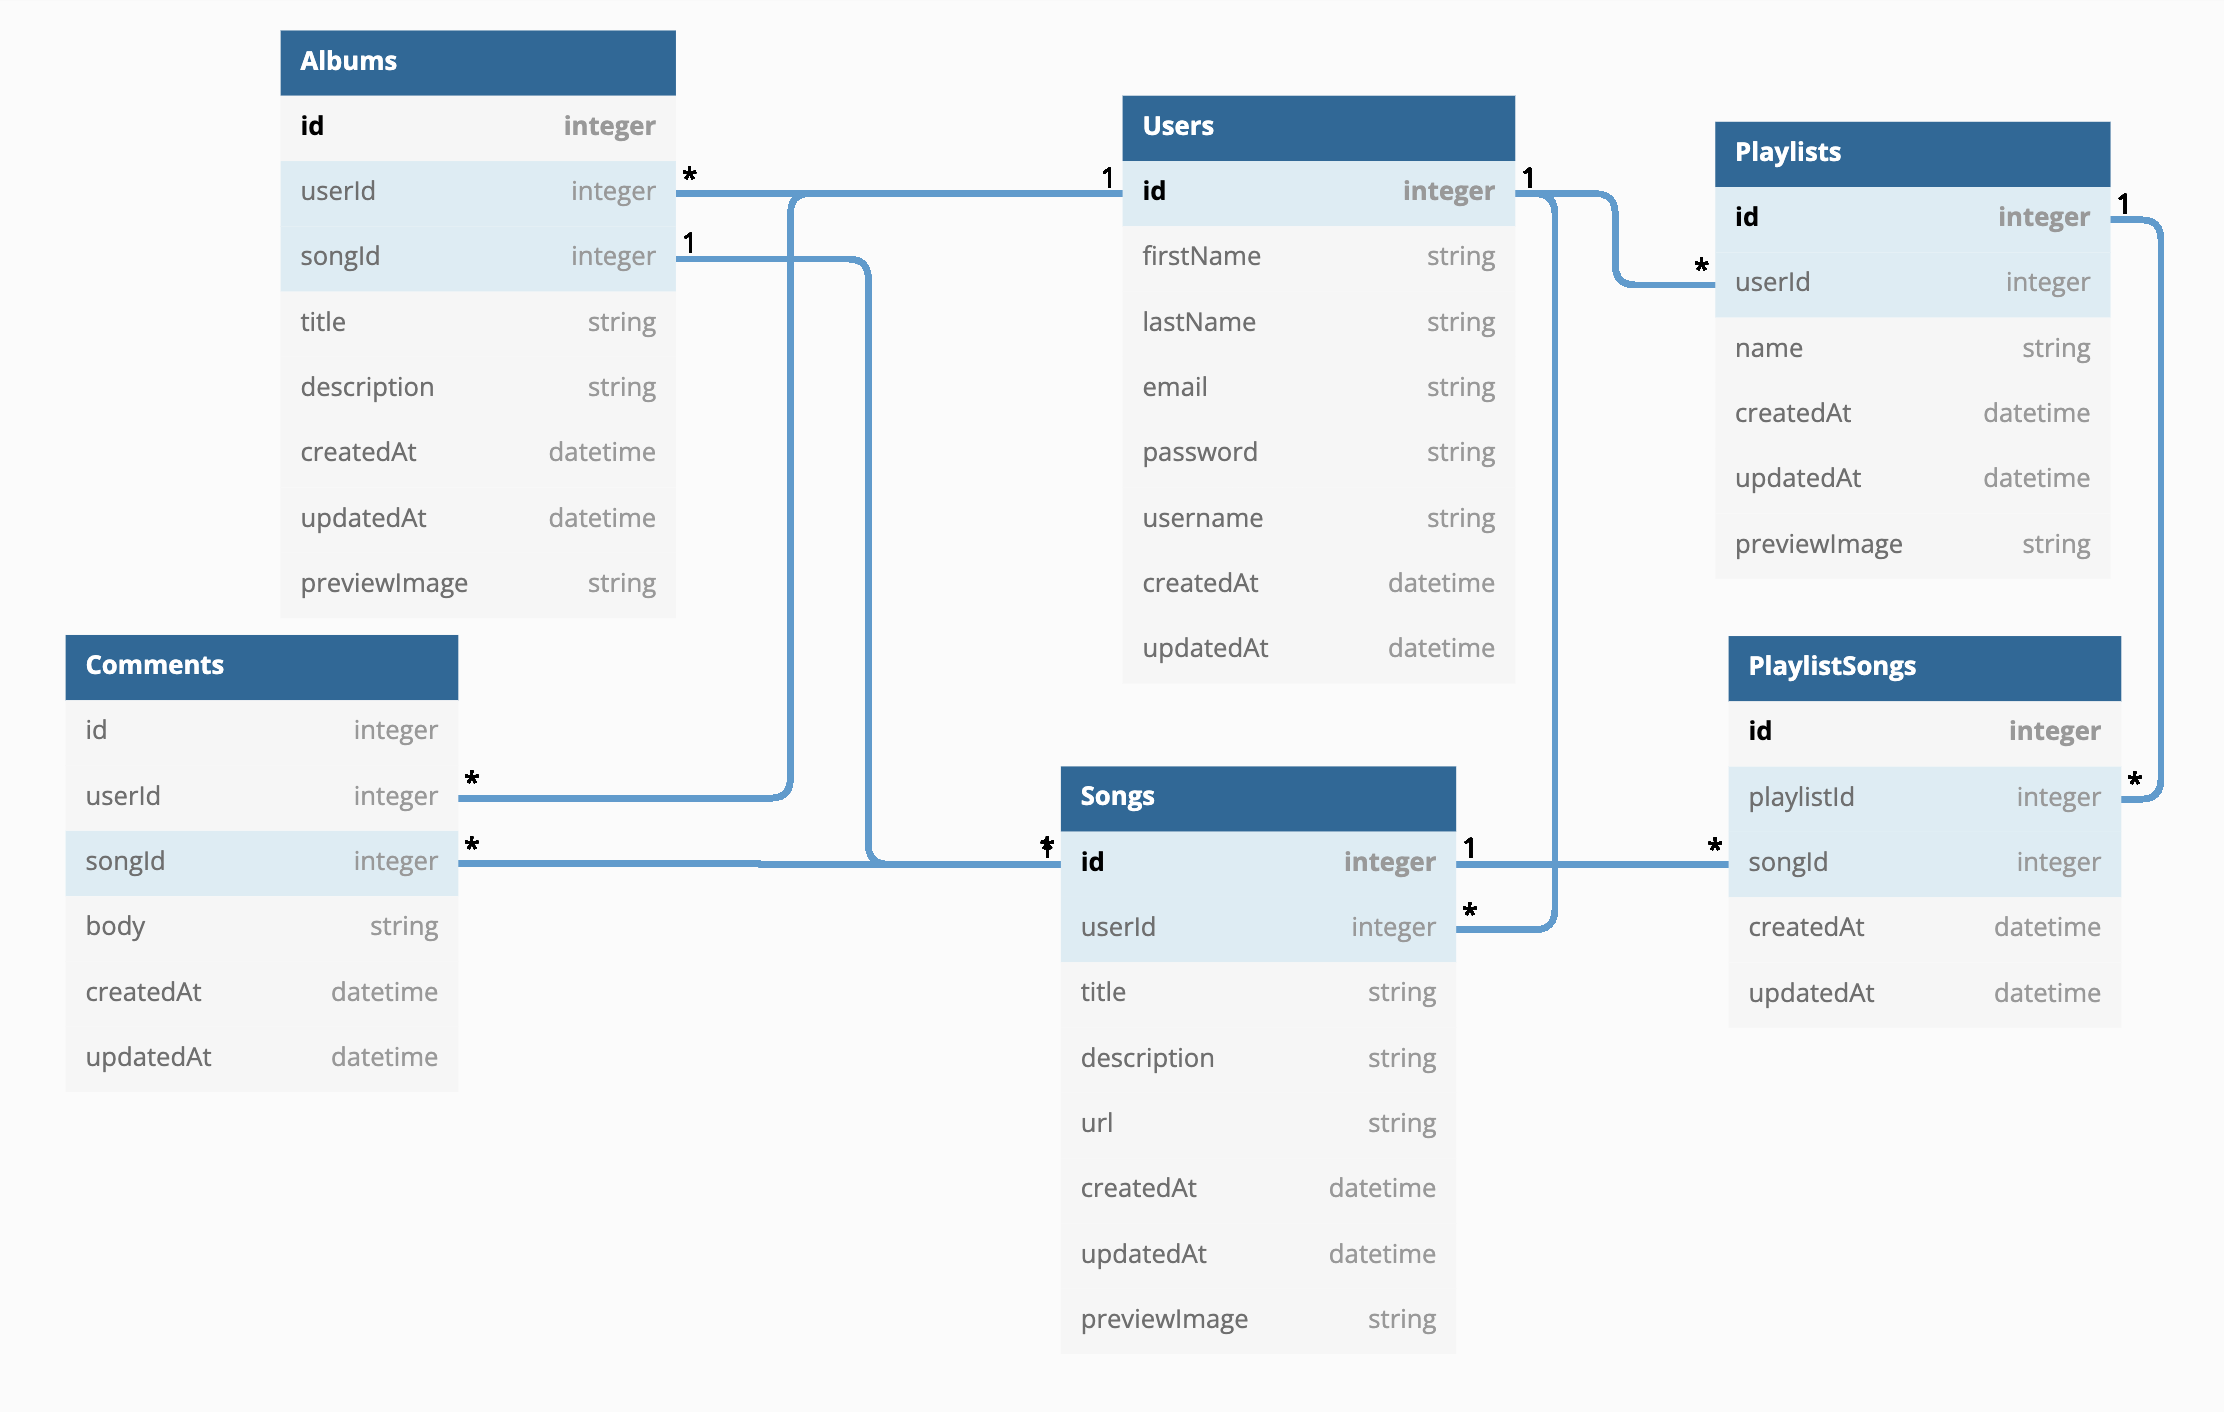 Albums
id integer
userId integer
songId integer
title string
description string
createdAt datetime
updatedAt datetime
previewImage string
* 1
1
Users
id integer
firstName string
lastName string
email string
password string
username string
createdAt datetime
updatedAt datetime
1
*
Playlists
id integer
userId integer
name string
createdAt datetime
updatedAt datetime
previewImage string
1
*
Comments
id integer
userId integer
songId integer
body string
createdAt datetime
updatedAt datetime
*
*
Songs
id integer
userId integer
title string
description string
url string
createdAt datetime
updatedAt datetime
previewImage string
1 *
*
PlaylistSongs
id integer
playlistId integer
songId integer
createdAt datetime
updatedAt datetime